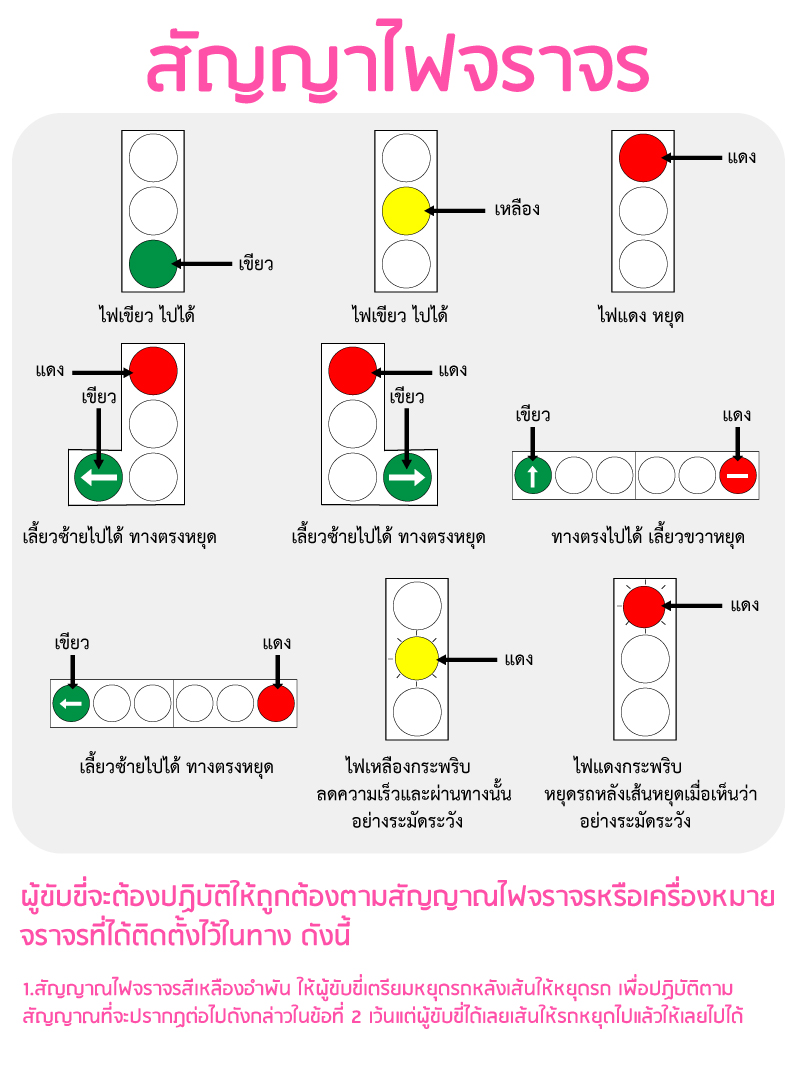 สัญญาไฟจราจร
แดง
เหลือง
เขียว
ไฟเขียว ไปได้
ไฟเขียว ไปได้
ไฟแดง หยุด
แดง
แดง
เขียว
เขียว
เขียว
แดง
เลี้ยวซ้ายไปได้ ทางตรงหยุด
เลี้ยวซ้ายไปได้ ทางตรงหยุด
ทางตรงไปได้ เลี้ยวขวาหยุด
แดง
เขียว
แดง
แดง
เลี้ยวซ้ายไปได้ ทางตรงหยุด
ไฟเหลืองกระพริบ
ลดความเร็วและผ่านทางนั้น
อย่างระมัดระวัง
ไฟแดงกระพริบ
หยุดรถหลังเส้นหยุดเมื่อเห็นว่า
อย่างระมัดระวัง
ผู้ขับขี่จะต้องปฏิบัติให้ถูกต้องตามสัญญาณไฟจราจรหรือเครื่องหมาย
จราจรที่ได้ติดตั้งไว้ในทาง ดังนี้
1.สัญญาณไฟจราจรสีเหลืองอำพัน ให้ผู้ขับขี่เตรียมหยุดรถหลังเส้นให้หยุดรถ เพื่อปฏิบัติตาม
สัญญาณที่จะปรากฏต่อไปดังกล่าวในข้อที่ 2 เว้นแต่ผู้ขับขี่ได้เลยเส้นให้รถหยุดไปแล้วให้เลยไปได้